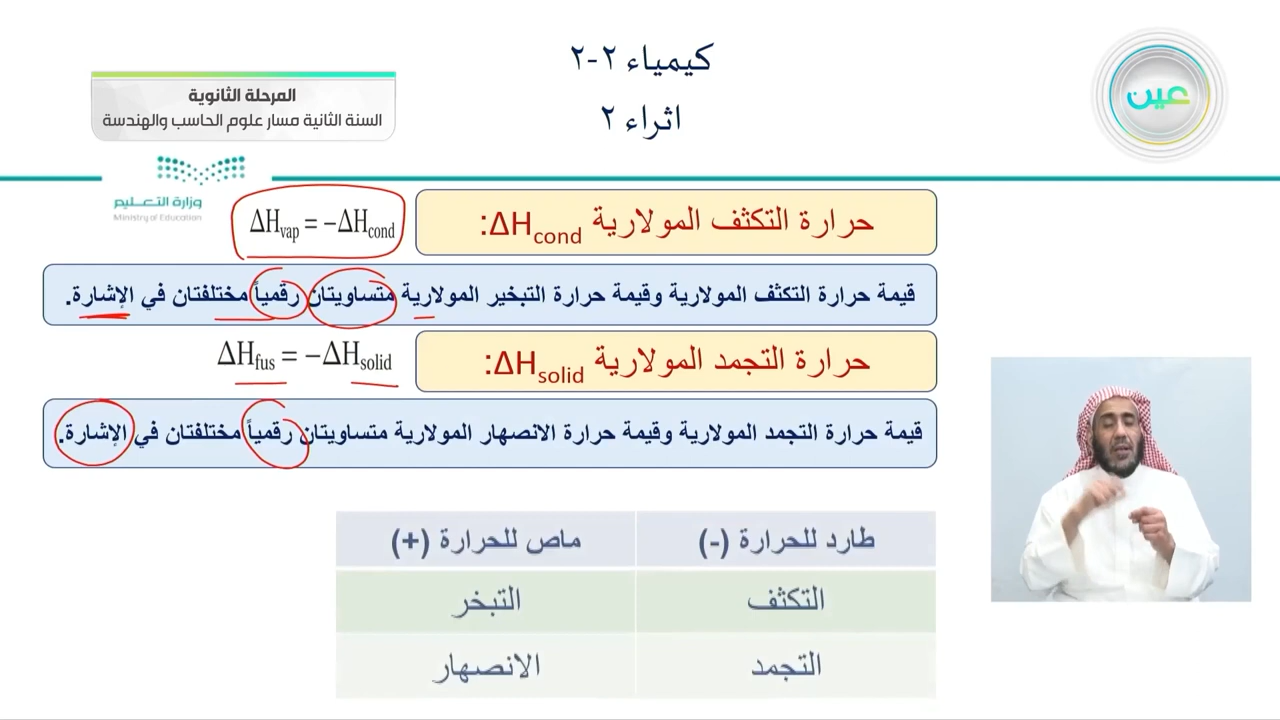 كيمياء ٢-٢
اثراء ٢
المرحلة الثانوية
السنة الثانية مسار علوم الحاسب والهندسة
عين
وزارة التعليم
Ministry of Education
حرارة التكثف المولارية ΔHcond:
ΔHvap = −ΔHcond
قيمة حرارة التكثف المولارية وقيمة حرارة التبخير المولارية متساويتان رقمياً مختلفتان في الإشارة.
حرارة التجمد المولارية ΔHsolid:
ΔHfus = −ΔHsolid
قيمة حرارة التجمد المولارية وقيمة حرارة الانصهار المولارية متساويتان رقمياً مختلفتان في الإشارة.
طارد للحرارة (-) ماص للحرارة (+)
التكثف التبخر
التجمد الانصهار